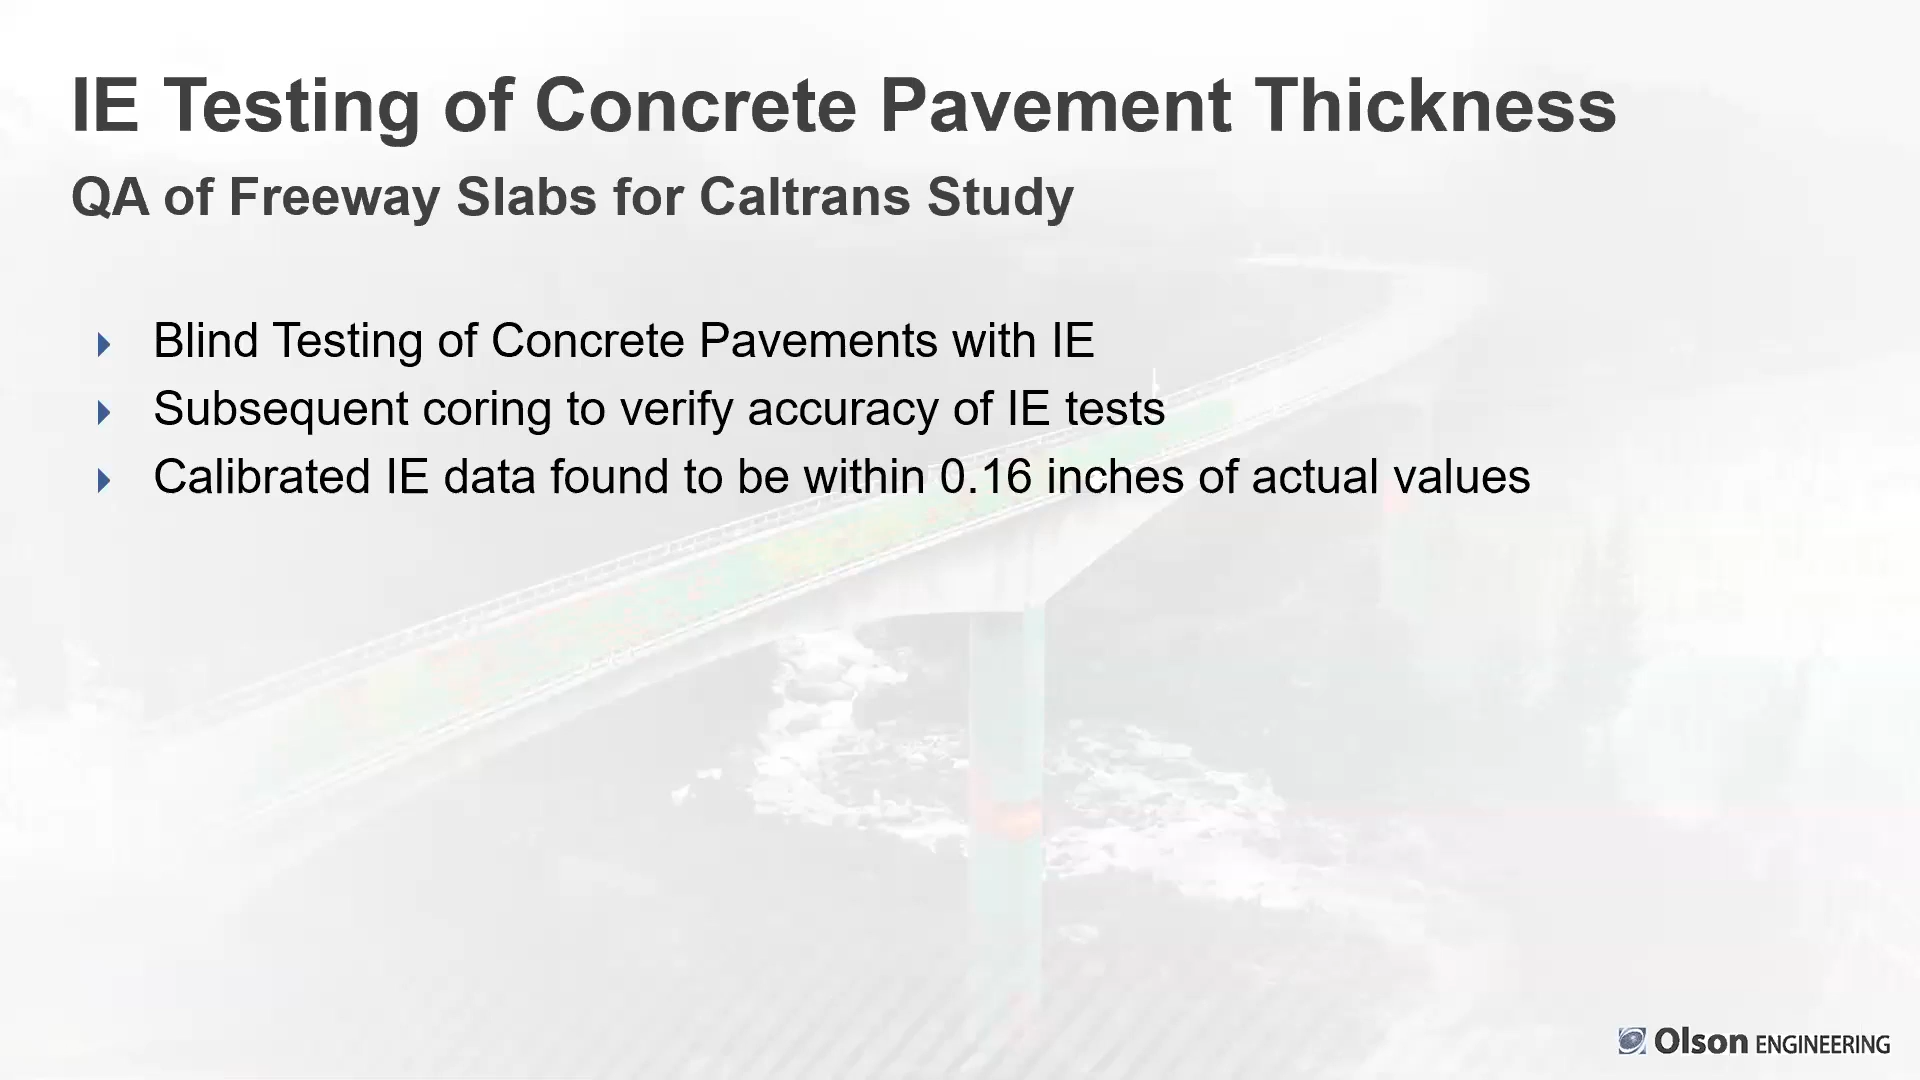 IE Testing of Concrete Pavement Thickness
QA of Freeway Slabs for Caltrans Study
Blind Testing of Concrete Pavements with IE
Subsequent coring to verify accuracy of IE tests
Calibrated IE data found to be within 0.16 inches of actual values
Olson ENGINEERING